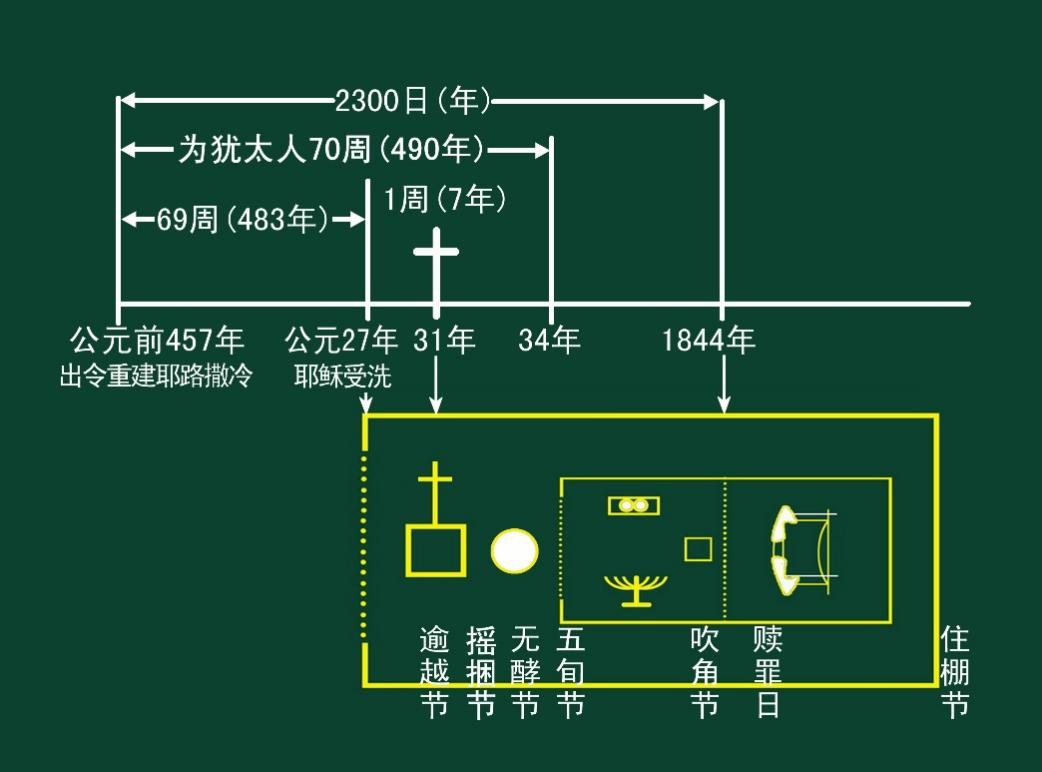 2300日(年)
为犹太人70周(490年)
1周(7年)
69周(483年)
公元前457年
公元27年
31年
34年
1844年
出令重建耶路撒冷
耶稣受洗
逾越节
摇捆节
无酵节
五旬节
吹角节
赎罪日
住棚节